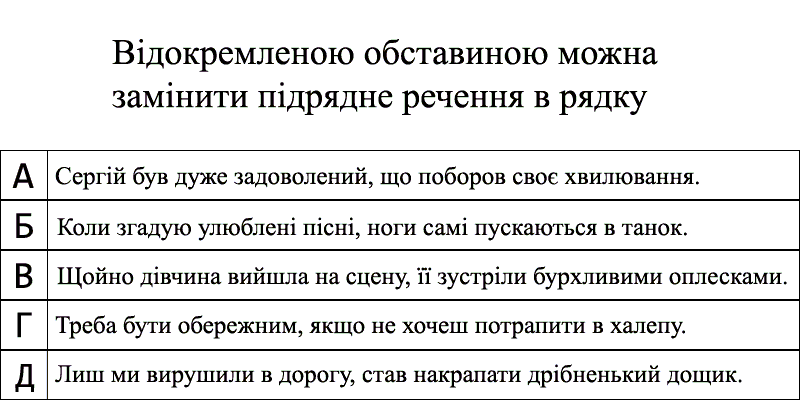 Відокремленою обставиною можна
замінити підрядне речення в рядку
А Сергій був дуже задоволений, що поборов своє хвилювання.
Б Коли згадую улюблені пісні, ноги самі пускаються в танок.
В Щойно дівчина вийшла на сцену, її зустріли бурхливими оплесками.
Г Треба бути обережним, якщо не хочеш потрапити в халепу.
Д Лиш ми вирушили в дорогу, став накрапати дрібненький дощик.